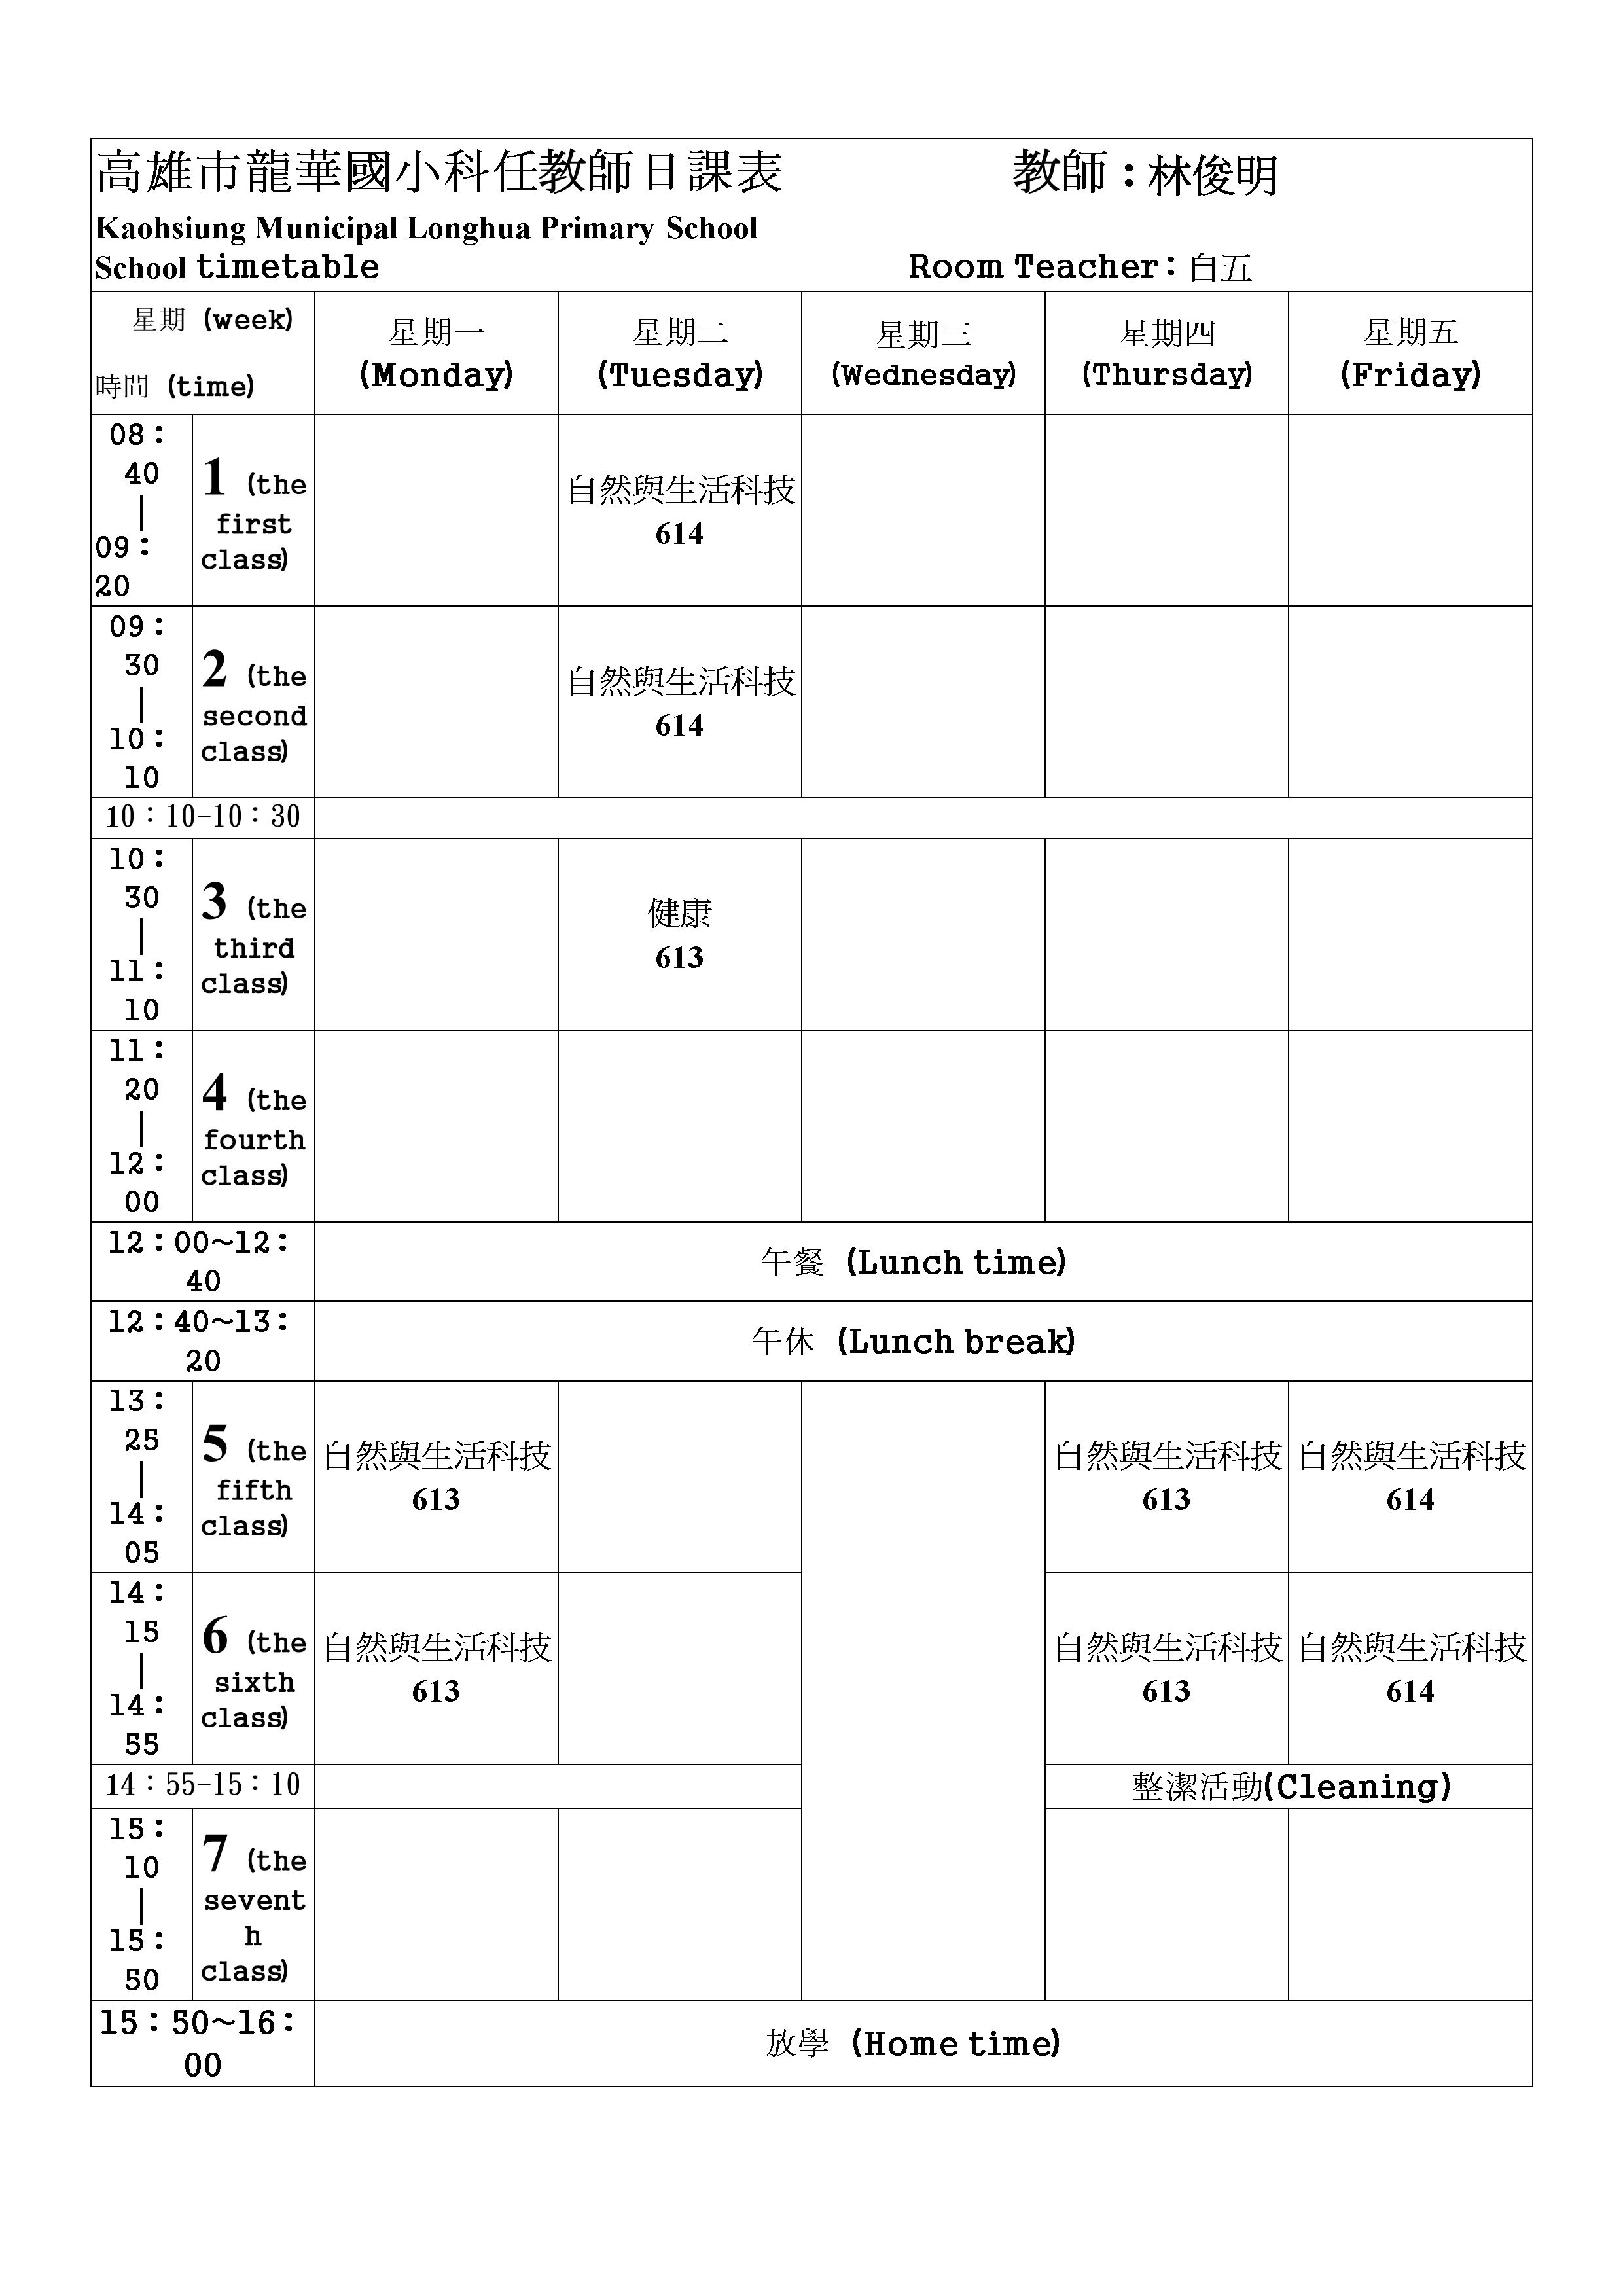 高雄市龍華國小科任教師日課表 教師：林俊明
Kaohsiung Municipal Longhua Primary School
School timetable Room Teacher：自五
星期 (week)
時間 (time)
星期一
(Monday)
星期二
(Tuesday)
星期三
(Wednesday)
星期四
(Thursday)
星期五
(Friday)
08：
40
｜
09：
20
1 (the
first
class)
自然與生活科技
614
09：
30
｜
10：
10
2 (the
second
class)
自然與生活科技
614
10：10-10：30
10：
30
｜
11：
10
3 (the
third
class)
健康
613
11：
20
｜
12：
00
4 (the
fourth
class)
12：00~12：
40
午餐 (Lunch time)
12：40~13：
20
午休 (Lunch break)
13：
25
｜
14：
05
5 (the
fifth
class)
自然與生活科技
613
自然與生活科技
613
自然與生活科技
614
14：
15
｜
14：
55
6 (the
sixth
class)
自然與生活科技
613
自然與生活科技
613
自然與生活科技
614
14：55-15：10
整潔活動(Cleaning)
15：
10
｜
15：
50
7 (the
sevent
h
class)
15：50~16：
00
放學 (Home time)